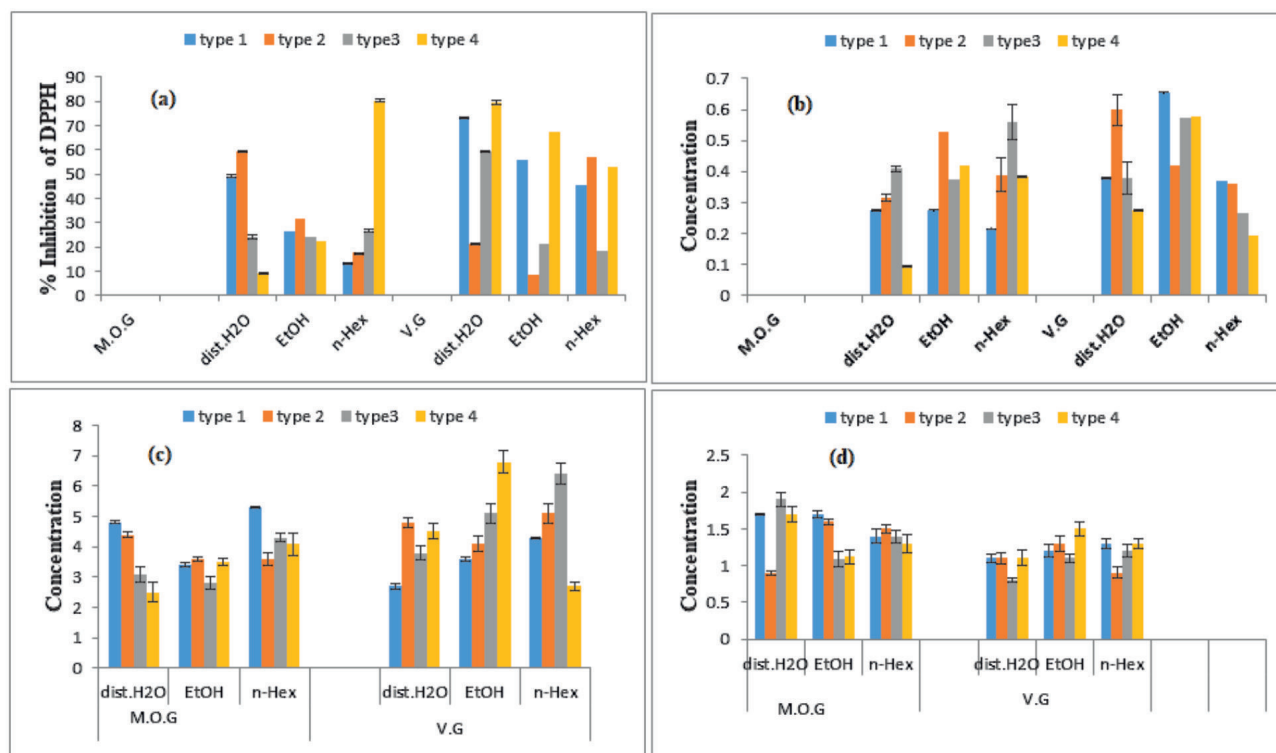 type 1 type 2 type3 type 4
(a)
% Inhibition of DPPH
90
80
70
60
50
40
30
20
10
0
M.O.G dist.H2O EtOH n-Hex V.G dist.H2O EtOH n-Hex
type 1 type 2 type3 type 4
(b)
Concentration
0.7
0.6
0.5
0.4
0.3
0.2
0.1
0
M.O.G dist.H2O EtOH n-Hex V.G dist.H2O EtOH n-Hex
type 1 type 2 type3 type 4
(c)
Concentration
8
7
6
5
4
3
2
1
0
dist.H2O EtOH n-Hex dist.H2O EtOH n-Hex
M.O.G V.G
type 1 type 2 type3 type 4
(d)
Concentration
2.5
2
1.5
1
0.5
0
dist.H2O EtOH n-Hex dist.H2O EtOH n-Hex
M.O.G V.G